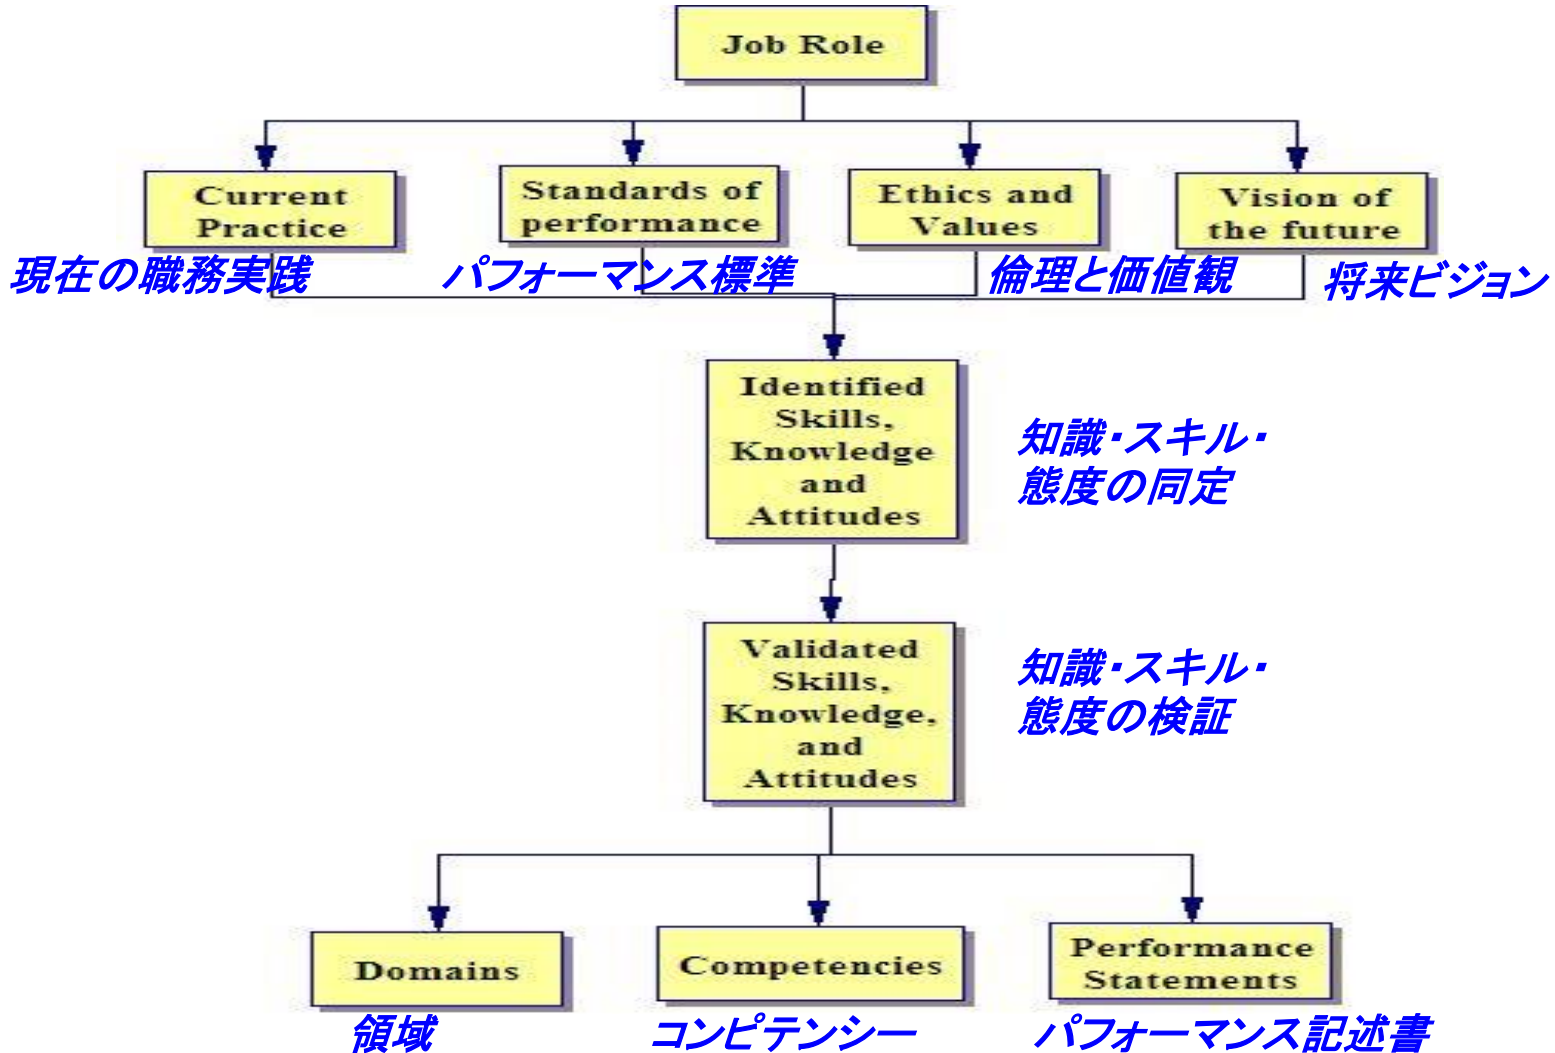 Job Role
Current
Practice
Standards of
performance
Ethics and
Values
Vision of
the future
現在の職務実践
パフォーマンス標準
倫理と価値観
将来ビジョン
Identified
Skills,
Knowledge
and
Attitudes
知識・スキル・
態度の同定
Validated
Skills,
Knowledge,
and
Attitudes
知識・スキル・
態度の検証
Domains
Competencies
Performance
Statements
領域
コンピテンシー
パフォーマンス記述書